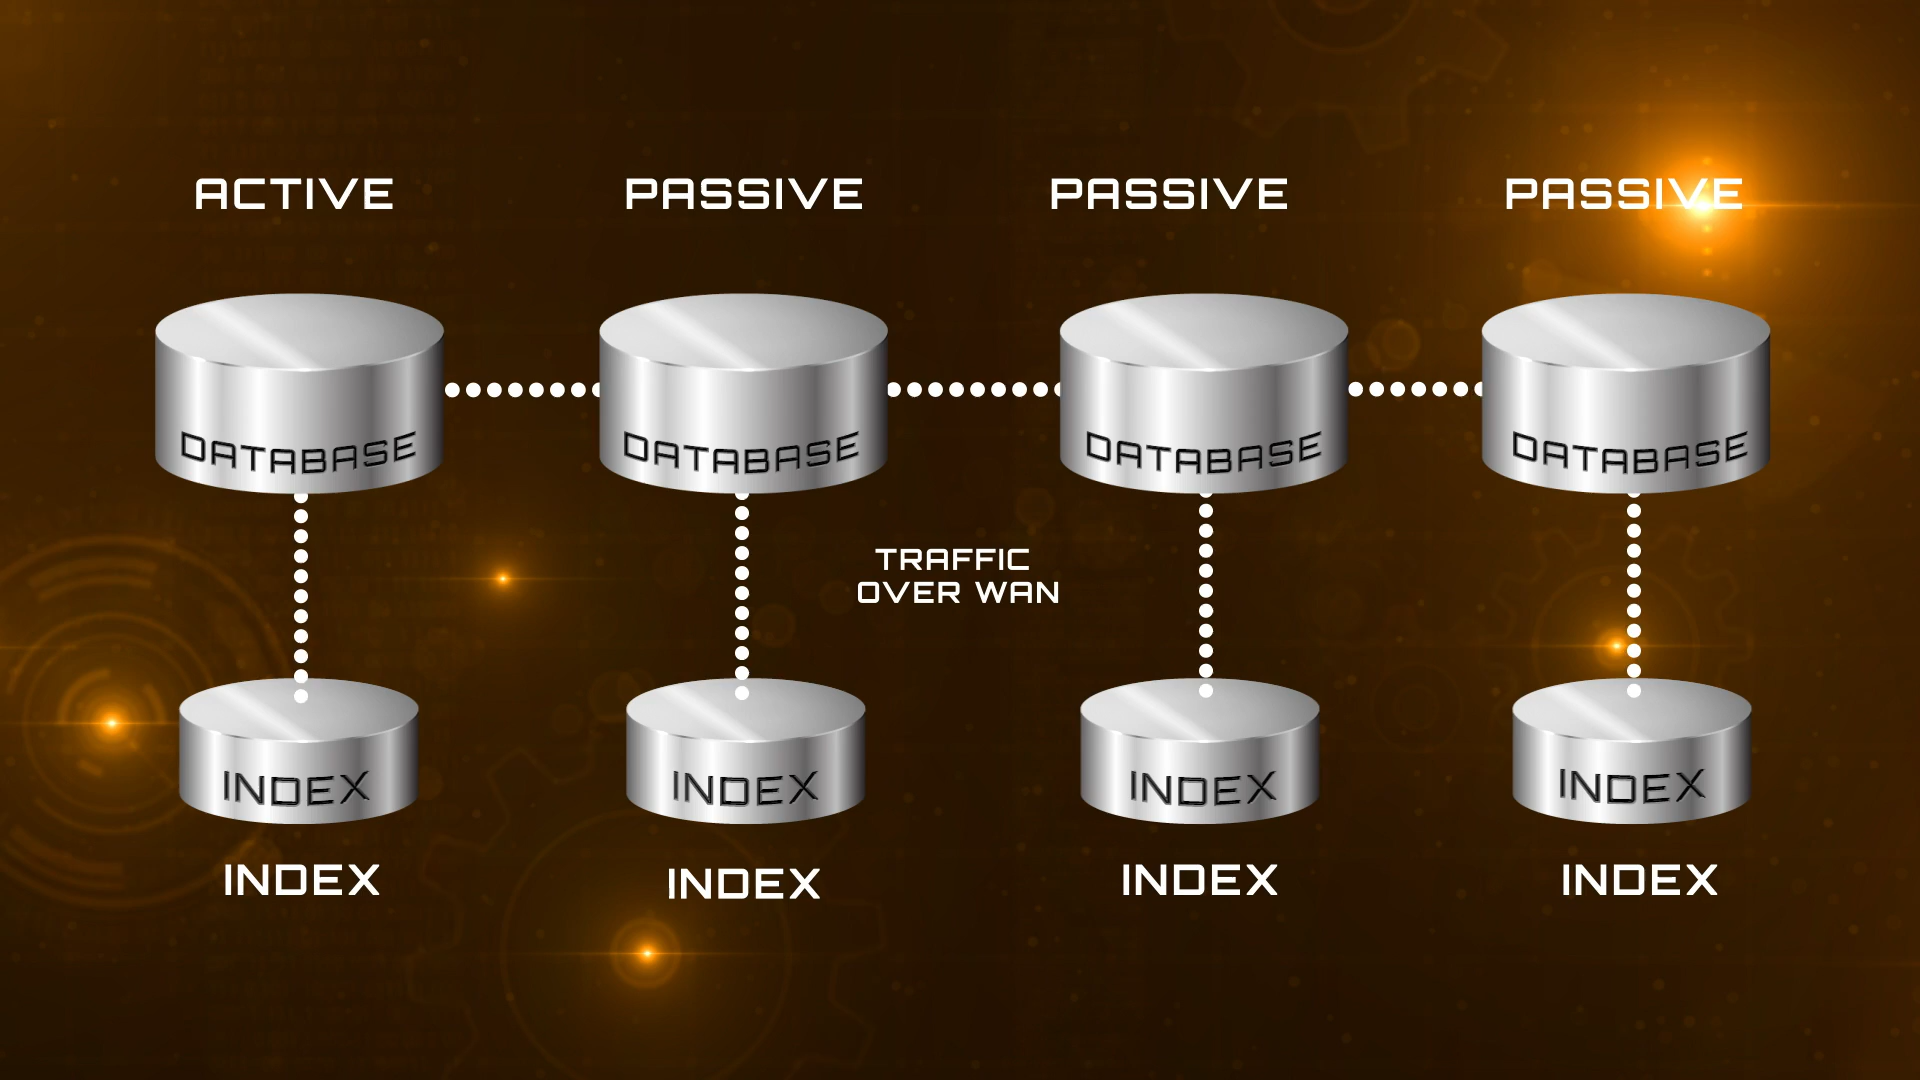 ACTIVE
PASSIVE
PASSIVE
PASSIVE
DATABASE
DATABASE
DATABASE
DATABASE
TRAFFIC
OVER WAN
INDEX
INDEX
INDEX
INDEX
INDEX
INDEX
INDEX
INDEX